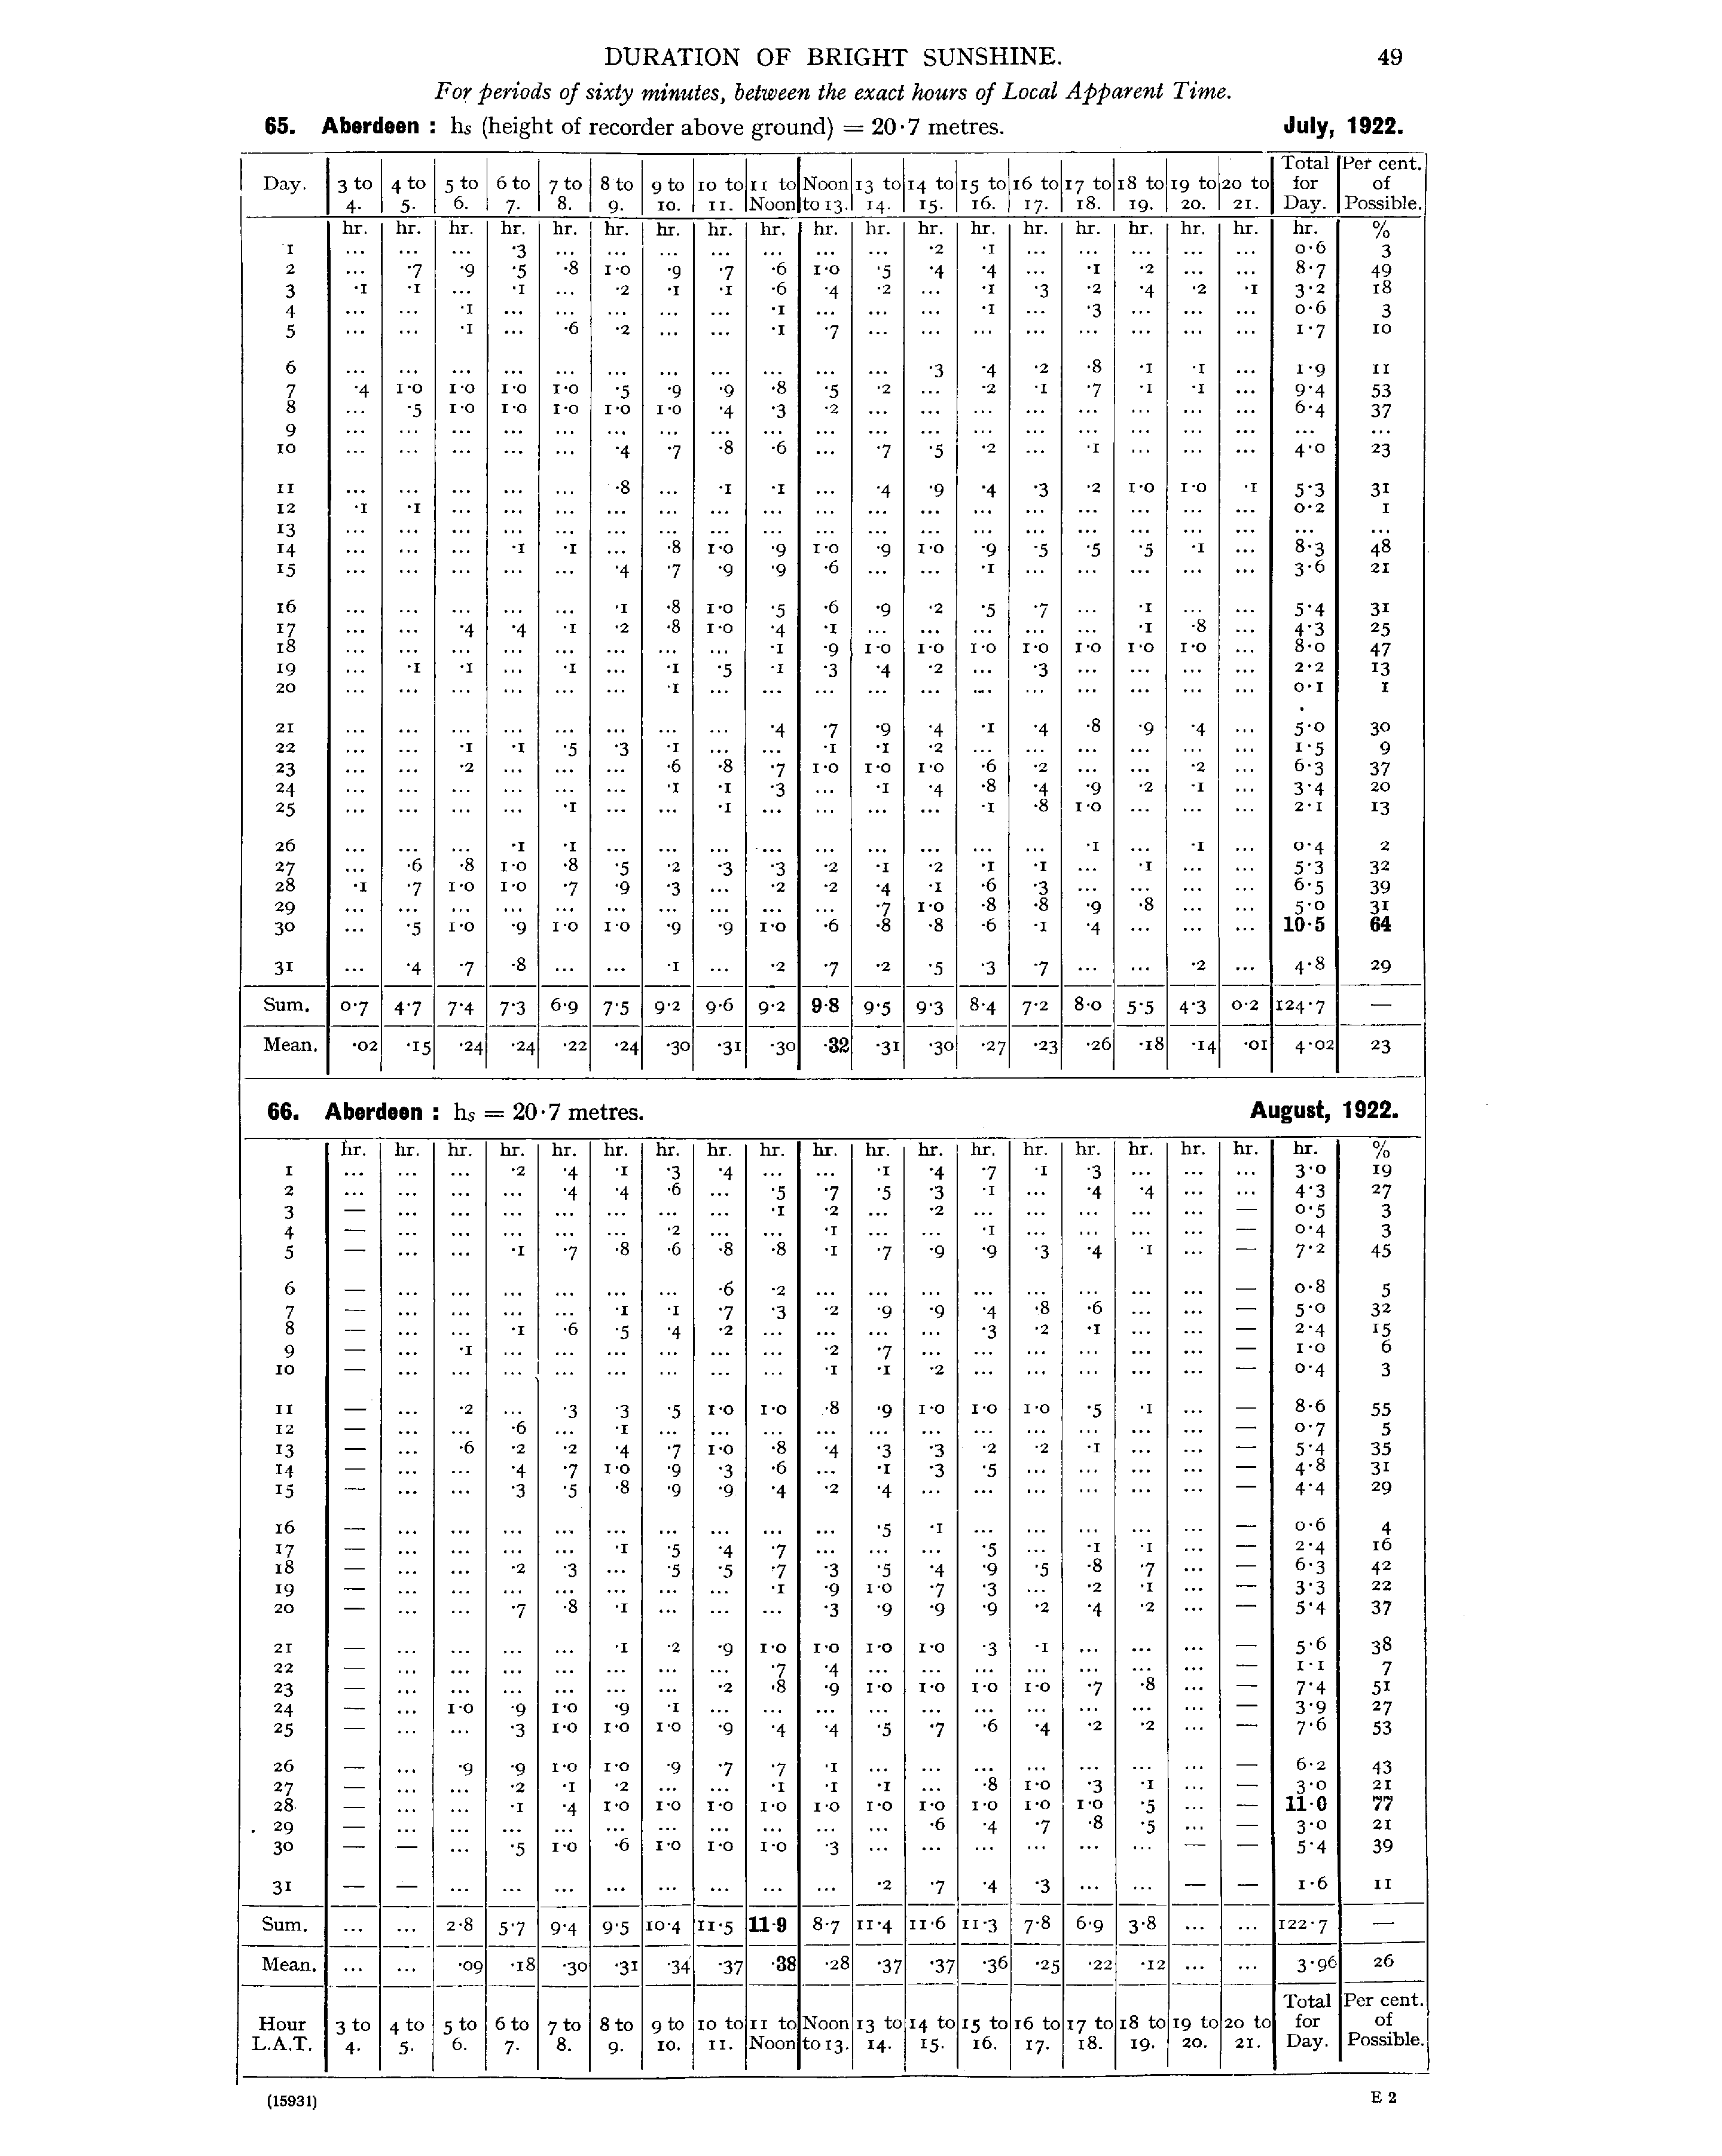 DURATION OF BRIGHT SUNSHINE. 49
For periods of sixty minutes, between the exact hours of Local Apparent Time.
65. Aberdeen : hs (height of recorder above ground) = 20·7 metres. July, 1922.
Day. 3 to 4. 4 to 5. 5 to 6. 6 to 7. 7 to 8. 8 to 9. 9 to 10. 10 to 11. 11 to Noon Noon to 13. 13 to 14. 14 to 15. 15 to 16. 16 to 17. 17 to 18. 18 to 19. 19 to 20. 20 to 21. Total for Day. Per cent. of Possible.
hr. hr. hr. hr. hr. hr. hr. hr. hr. hr. hr. hr. hr. hr. hr. hr. hr. hr. hr. %
1 ... ... ... ·3 ... ... ... ... ... ... ... ·2 ·1 ... ... ... ... ... 0·6 3
2 ... ·7 ·9 ·5 ·8 1·0 ·9 ·7 ·6 1·0 ·5 ·4 ·4 ... ·1 ·2 ... ... 8·7 49
3 ·1 ·1 ... ·1 ... ·2 ·1 ·1 ·6 ·4 ·2 ... ·1 ·3 ·2 ·4 ·2 ·1 3·2 18
4 ... ... ·1 ... ... ... ... ... ·1 ... ... ... ·1 ... ·3 ... ... ... 0·6 3
5 ... ... ·1 ... ·6 ·2 ... ... ·1 ·7 ... ... ... ... ... ... ... ... 1·7 10
6 ... ... ... ... ... ... ... ... ... ... ... ·3 ·4 ·2 ·8 ·1 ·1 ... 1·9 11
7 ·4 1·0 1·0 1·0 1·0 ·5 ·9 ·9 ·8 ·5 ·2 ... ·2 ·1 ·7 ·1 ·1 ... 9·4 53
8 ... ·5 1·0 1·0 1·0 1·0 1·0 ·4 ·3 ·2 ... ... ... ... ... ... ... ... 6·4 37
9 ... ... ... ... ... ... ... ... ... ... ... ... ... ... ... ... ... ... ... ...
10 ... ... ... ... ... ·4 ·7 ·8 ·6 ... ·7 ·5 ·2 ... ·1 ... ... ... 4·0 23
11 ... ... ... ... ... ·8 ... ·1 ·1 ... ·4 ·9 ·4 ·3 ·2 1·0 1·0 ·1 5·3 31
12 ·1 ·1 ... ... ... ... ... ... ... ... ... ... ... ... ... ... ... ... 0·2 1
13 ... ... ... ... ... ... ... ... ... ... ... ... ... ... ... ... ... ... ... ...
14 ... ... ... ·1 ·1 ... ·8 1·0 ·9 1·0 ·9 1·0 ·9 ·5 ·5 ·5 ·1 ... 8·3 48
15 ... ... ... ... ... ·4 ·7 ·9 ·9 ·6 ... ... ·1 ... ... ... ... ... 3·6 21
16 ... ... ... ... ... ·1 ·8 1·0 ·5 ·6 ·9 ·2 ·5 ·7 ... ·1 ... ... 5·4 31
17 ... ... ·4 ·4 ·1 ·2 ·8 1·0 ·4 ·1 ... ... ... ... ... ·1 ·8 ... 4·3 25
18 ... ... ... ... ... ... ... ... ·1 ·9 1·0 1·0 1·0 1·0 1·0 1·0 1·0 ... 8·0 47
19 ... ·1 ·1 ... ·1 ... ·1 ·5 ·1 ·3 ·4 ·2 ... ·3 ... ... ... ... 2·2 13
20 ... ... ... ... ... ... ·1 ... ... ... ... ... ... ... ... ... ... ... 0·1 1
21 ... ... ... ... ... ... ... ... ·4 ·7 ·9 ·4 ·1 ·4 ·8 ·9 ·4 ... 5·0 30
22 ... ... ·1 ·1 ·5 ·3 ·1 ... ... ·1 ·1 ·2 ... ... ... ... ... ... 1·5 9
23 ... ... ·2 ... ... ... ·6 ·8 ·7 1·0 1·0 1·0 ·6 ·2 ... ... ·2 ... 6·3 37
24 ... ... ... ... ... ... ·1 ·1 ·3 ... ·1 ·4 ·8 ·4 ·9 ·2 ·1 ... 3·4 20
25 ... ... ... ... ·1 ... ... ·1 ... ... ... ... ·1 ·8 1·0 ... ... ... 2·1 13
26 ... ... ... ·1 ·1 ... ... ... ... ... ... ... ... ... ·1 ... ·1 ... 0·4 2
27 ... ·6 ·8 1·0 ·8 ·5 ·2 ·3 ·3 ·2 ·1 ·2 ·1 ·1 ... ·1 ... ... 5·3 32
28 ·1 ·7 1·0 1·0 ·7 ·9 ·3 ... ·2 ·2 ·4 ·1 ·6 ·3 ... ... ... ... 6·5 39
29 ... ... ... ... ... ... ... ... ... ... ·7 1·0 ·8 ·8 ·9 ·8 ... ... 5·0 31
30 ... ·5 1·0 ·9 1·0 1·0 ·9 ·9 1·0 ·6 ·8 ·8 ·6 ·1 ·4 ... ... ... 10·5 64
31 ... ·4 ·7 ·8 ... ... ·1 ... ·2 ·7 ·2 ·5 ·3 ·7 ... ... ·2 ... 4·8 29
Sum. 0·7 4·7 7·4 7·3 6·9 7·5 9·2 9·6 9·2 9·8 9·5 9·3 8·4 7·2 8·0 5·5 4·3 0·2 124·7 —
Mean. ·02 ·15 ·24 ·24 ·22 ·24 ·30 ·31 ·30 ·32 ·31 ·30 ·27 ·23 ·26 ·18 ·14 ·01 4·02 23
66. Aberdeen : hs = 20·7 metres. August, 1922.
hr. hr. hr. hr. hr. hr. hr. hr. hr. hr. hr. hr. hr. hr. hr. hr. hr. hr. hr. %
1 ... ... ... ·2 ·4 ·1 ·3 ·4 ... ... ·1 ·4 ·7 ·1 ·3 ... ... ... 3·0 19
2 ... ... ... ... ·4 ·4 ·6 ... ·5 ·7 ·5 ·3 ·1 ... ·4 ·4 ... ... 4·3 27
3 — ... ... ... ... ... ... ... ·1 ·2 ... ·2 ... ... ... ... ... — 0·5 3
4 — ... ... ... ... ... ·2 ... ... ·1 ... ... ·1 ... ... ... ... — 0·4 3
5 — ... ... ·1 ·7 ·8 ·6 ·8 ·8 ·1 ·7 ·9 ·9 ·3 ·4 ·1 ... — 7·2 45
6 — ... ... ... ... ... ... ·6 ·2 ... ... ... ... ... ... ... ... — 0·8 5
7 — ... ... ... ... ·1 ·1 ·7 ·3 ·2 ·9 ·9 ·4 ·8 ·6 ... ... — 5·0 32
8 — ... ... ·1 ·6 ·5 ·4 ·2 ... ... ... ... ·3 ·2 ·1 ... ... — 2·4 15
9 — ... ·1 ... ... ... ... ... ... ·2 ·7 ... ... ... ... ... ... — 1·0 6
10 — ... ... ... ... ... ... ... ... ·1 ·1 ·2 ... ... ... ... ... — 0·4 3
11 — ... ·2 ... ·3 ·3 ·5 1·0 1·0 ·8 ·9 1·0 1·0 1·0 ·5 ·1 ... — 8·6 55
12 — ... ... ·6 ... ·1 ... ... ... ... ... ... ... ... ... ... ... — 0·7 5
13 — ... ·6 ·2 ·2 ·4 ·7 1·0 ·8 ·4 ·3 ·3 ·2 ·2 ·1 ... ... — 5·4 35
14 — ... ... ·4 ·7 1·0 ·9 ·3 ·6 ... ·1 ·3 ·5 ... ... ... ... — 4·8 31
15 — ... ... ·3 ·5 ·8 ·9 ·9 ·4 ·2 ·4 ... ... ... ... ... ... — 4·4 29
16 — ... ... ... ... ... ... ... ... ... ·5 ·1 ... ... ... ... ... — 0·6 4
17 — ... ... ... ... ·1 ·5 ·4 ·7 ... ... ... ·5 ... ·1 ·1 ... — 2·4 16
18 — ... ... ·2 ·3 ... ·5 ·5 ·7 ·3 ·5 ·4 ·9 ·5 ·8 ·7 ... — 6·3 42
19 — ... ... ... ... ... ... ... ·1 ·9 1·0 ·7 ·3 ... ·2 ·1 ... — 3·3 22
20 — ... ... ·7 ·8 ·1 ... ... ... ·3 ·9 ·9 ·9 ·2 ·4 ·2 ... — 5·4 37
21 — ... ... ... ... ·1 ·2 ·9 1·0 1·0 1·0 1·0 ·3 ·1 ... ... ... — 5·6 38
22 — ... ... ... ... ... ... ... ·7 ·4 ... ... ... ... ... ... ... — 1·1 7
23 — ... ... ... ... ... ... ·2 ·8 ·9 1·0 1·0 1·0 1·0 ·7 ·8 ... — 7·4 51
24 — ... 1·0 ·9 1·0 ·9 ·1 ... ... ... ... ... ... ... ... ... ... — 3·9 27
25 — ... ... ·3 1·0 1·0 1·0 ·9 ·4 ·4 ·5 ·7 ·6 ·4 ·2 ·2 ... — 7·6 53
26 — ... ·9 ·9 1·0 1·0 ·9 ·7 ·7 ·1 ... ... ... ... ... ... ... — 6·2 43
27 — ... ... ·2 ·1 ·2 ... ... ·1 ·1 ·1 ... ·8 1·0 ·3 ·1 ... — 3·0 21
28 — ... ... ·1 ·4 1·0 1·0 1·0 1·0 1·0 1·0 1·0 1·0 1·0 1·0 ·5 ... — 11·0 77
29 — ... ... ... ... ... ... ... ... ... ... ·6 ·4 ·7 ·8 ·5 ... — 3·0 21
30 — — ... ·5 1·0 ·6 1·0 1·0 1·0 ·3 ... ... ... ... ... ... — — 5·4 39
31 — — ... ... ... ... ... ... ... ... ·2 ·7 ·4 ·3 ... ... — — 1·6 11
Sum. ... ... 2·8 5·7 9·4 9·5 10·4 11·5 11·9 8·7 11·4 11·6 11·3 7·8 6·9 3·8 ... ... 122·7 —
Mean. ... ... ·09 ·18 ·30 ·31 ·34 ·37 ·38 ·28 ·37 ·37 ·36 ·25 ·22 ·12 ... ... 3·96 26
Hour L.A.T. 3 to 4. 4 to 5. 5 to 6. 6 to 7. 7 to 8. 8 to 9. 9 to 10. 10 to 11. 11 to Noon Noon to 13. 13 to 14. 14 to 15. 15 to 16. 16 to 17. 17 to 18. 18 to 19. 19 to 20. 20 to 21. Total for Day. Per cent. of Possible.
(15931) E 2